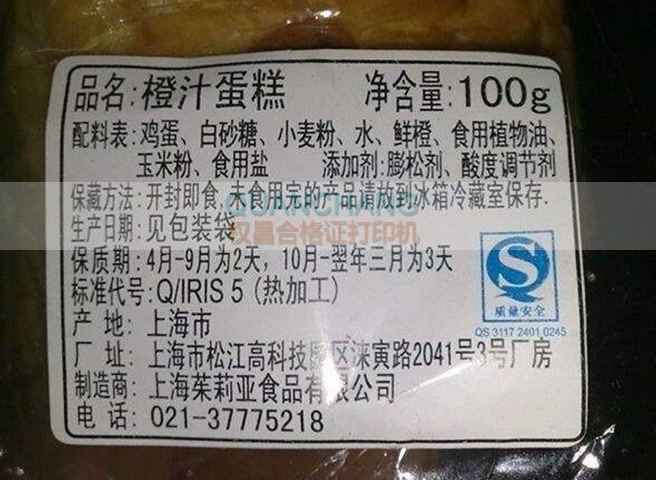 品名:橙汁蛋糕 净含量:100g
配料表:鸡蛋、白砂糖、小麦粉、水、鲜橙、食用植物油、
玉米粉、食用盐 添加剂:膨松剂、酸度调节剂
保藏方法:开封即食,未食用完的产品请放到冰箱冷藏室保存.
QUANCHANG
生产日期:见包装袋
权昌合格证打印机
保质期:4月-9月为2天，10月-翌年三月为3天
标准代号:Q/IRIS 5 (热加工)
质量安全
QS 3117 2401 0245
产 地: 上海市
厂 址: 上海市松江高科技园区涞寅路2041号3号厂房
制造商: 上海茱莉亚食品有限公司
电 话: 021-37775218